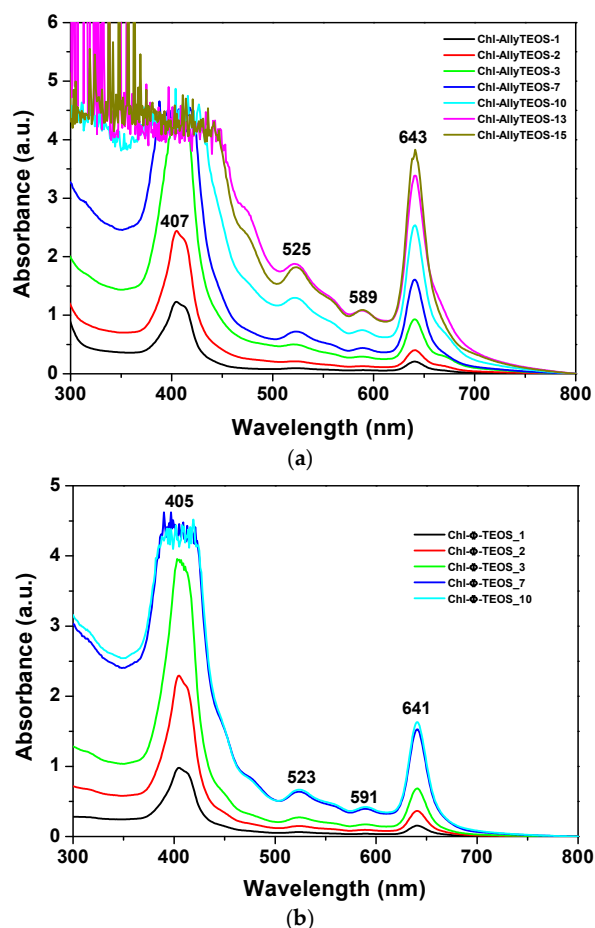 6
5
4
3
2
1
0
Absorbance (a.u.)
407
525
589
643
Chl-AllyTEOS-1
Chl-AllyTEOS-2
Chl-AllyTEOS-3
Chl-AllyTEOS-7
Chl-AllyTEOS-10
Chl-AllyTEOS-13
Chl-AllyTEOS-15
300 400 500 600 700 800
Wavelength (nm)
(a)
5
4
3
2
1
0
Absorbance (a.u.)
405
523
591
641
Chl-Φ-TEOS_1
Chl-Φ-TEOS_2
Chl-Φ-TEOS_3
Chl-Φ-TEOS_7
Chl-Φ-TEOS_10
300 400 500 600 700 800
Wavelength (nm)
(b)